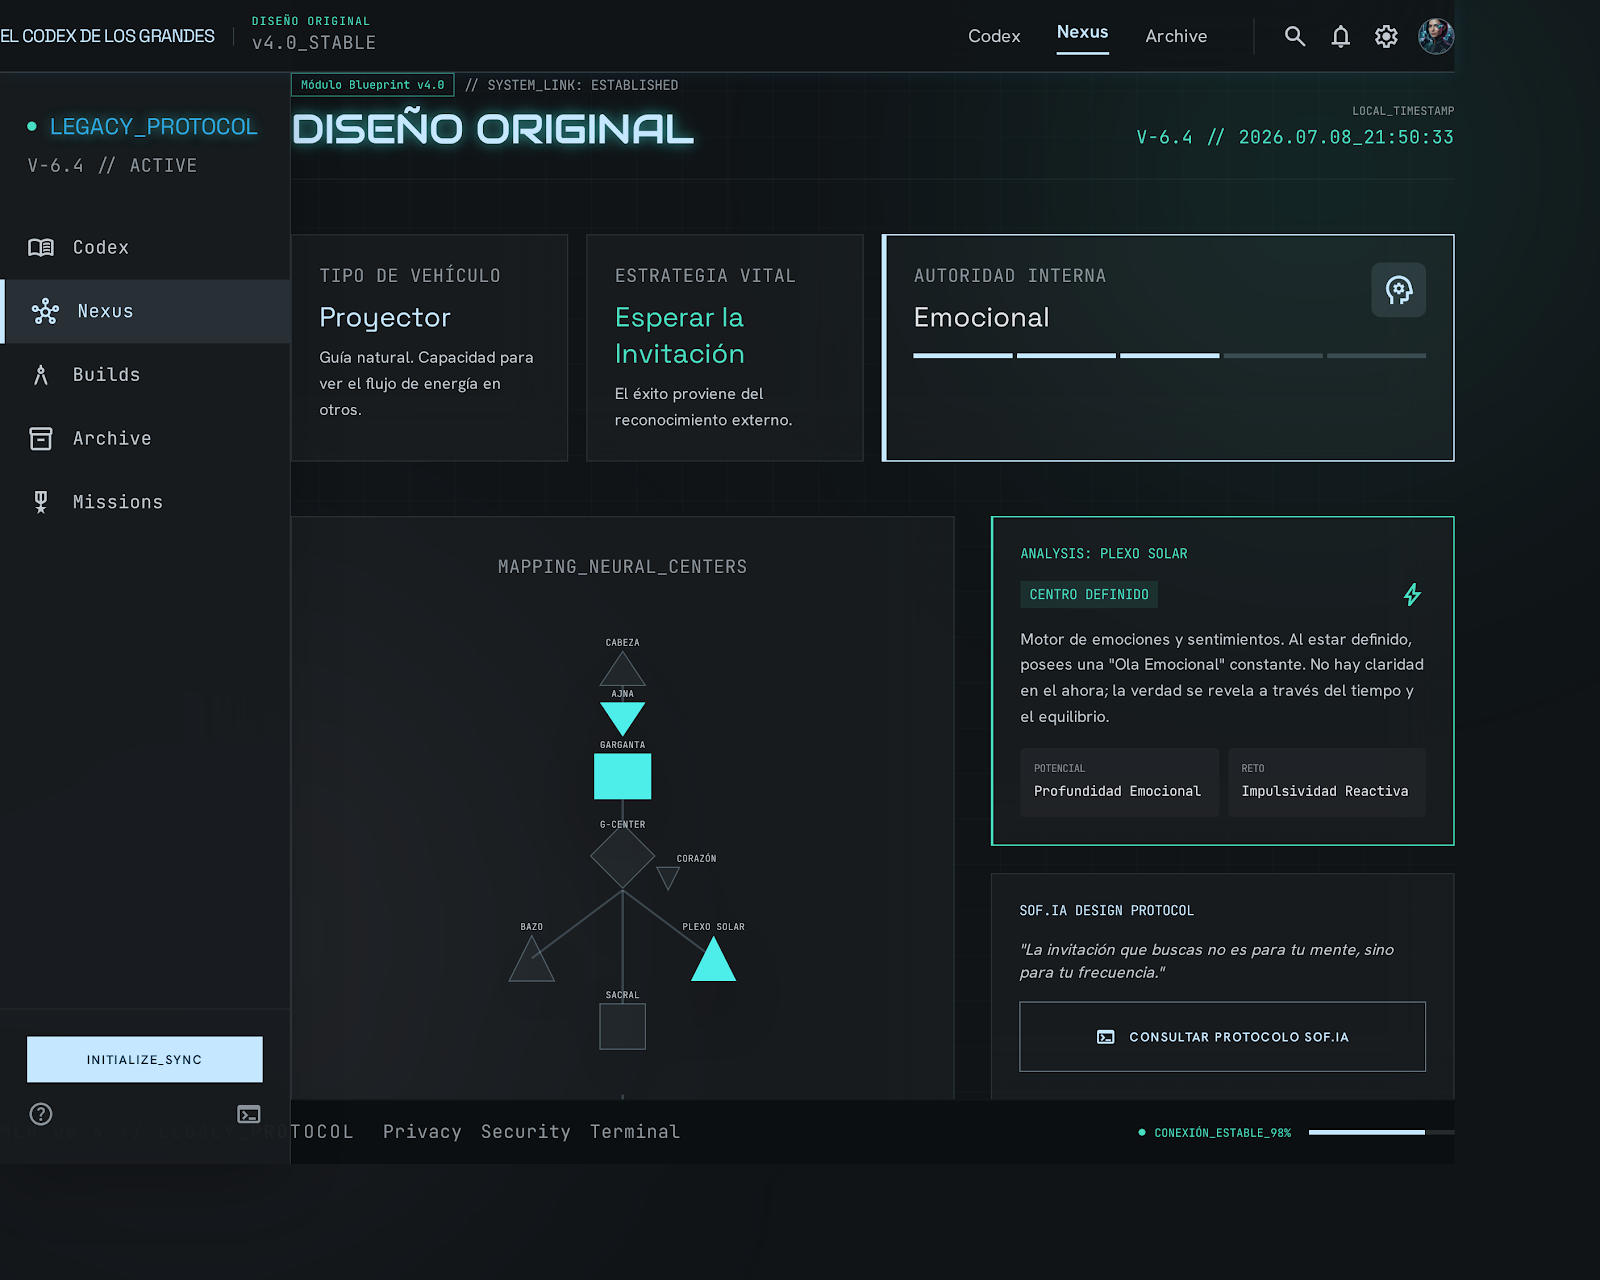 EL CODEX DE LOS GRANDES
DISEÑO ORIGINAL
v4.0_STABLE
Codex
Nexus
Archive
LEGACY_PROTOCOL
V-6.4 // ACTIVE
Codex
Nexus
Builds
Archive
Missions
INITIALIZE_SYNC
Módulo Blueprint v4.0
// SYSTEM_LINK: ESTABLISHED
DISEÑO ORIGINAL
LOCAL_TIMESTAMP
V-6.4 // 2026.07.08_21:50:33
TIPO DE VEHÍCULO
Proyector
Guía natural. Capacidad para
ver el flujo de energía en
otros.
ESTRATEGIA VITAL
Esperar la
Invitación
El éxito proviene del
reconocimiento externo.
AUTORIDAD INTERNA
Emocional
MAPPING_NEURAL_CENTERS
CABEZA
AJNA
GARGANTA
G-CENTER
CORAZÓN
BAZO
PLEXO SOLAR
SACRAL
ANALYSIS: PLEXO SOLAR
CENTRO DEFINIDO
Motor de emociones y sentimientos. Al estar definido,
posees una "Ola Emocional" constante. No hay claridad
en el ahora; la verdad se revela a través del tiempo y
el equilibrio.
POTENCIAL
Profundidad Emocional
RETO
Impulsividad Reactiva
SOF.IA DESIGN PROTOCOL
"La invitación que buscas no es para tu mente, sino
para tu frecuencia."
CONSULTAR PROTOCOLO SOF.IA
LEGACY_PROTOCOL
Privacy
Security
Terminal
CONEXIÓN_ESTABLE_98%